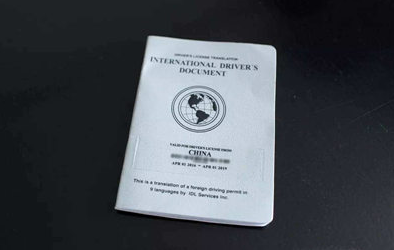 DRIVER'S LICENSE TRANSLATION
INTERNATIONAL DRIVER'S
DOCUMENT
VALID FOR DRIVER'S LICENSE FROM:
CHINA
This is a translation of a foreign driving permit in
9 languages by IDL Services Inc.